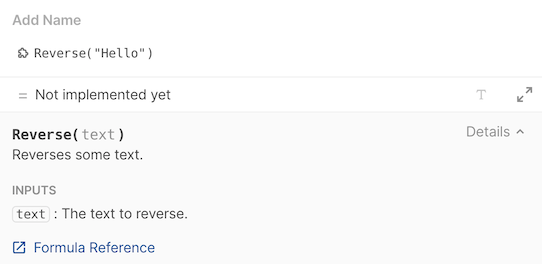 Add Name
Reverse("Hello")
= Not implemented yet T
Reverse(text) Details
Reverses some text.
INPUTS
text : The text to reverse.
Formula Reference